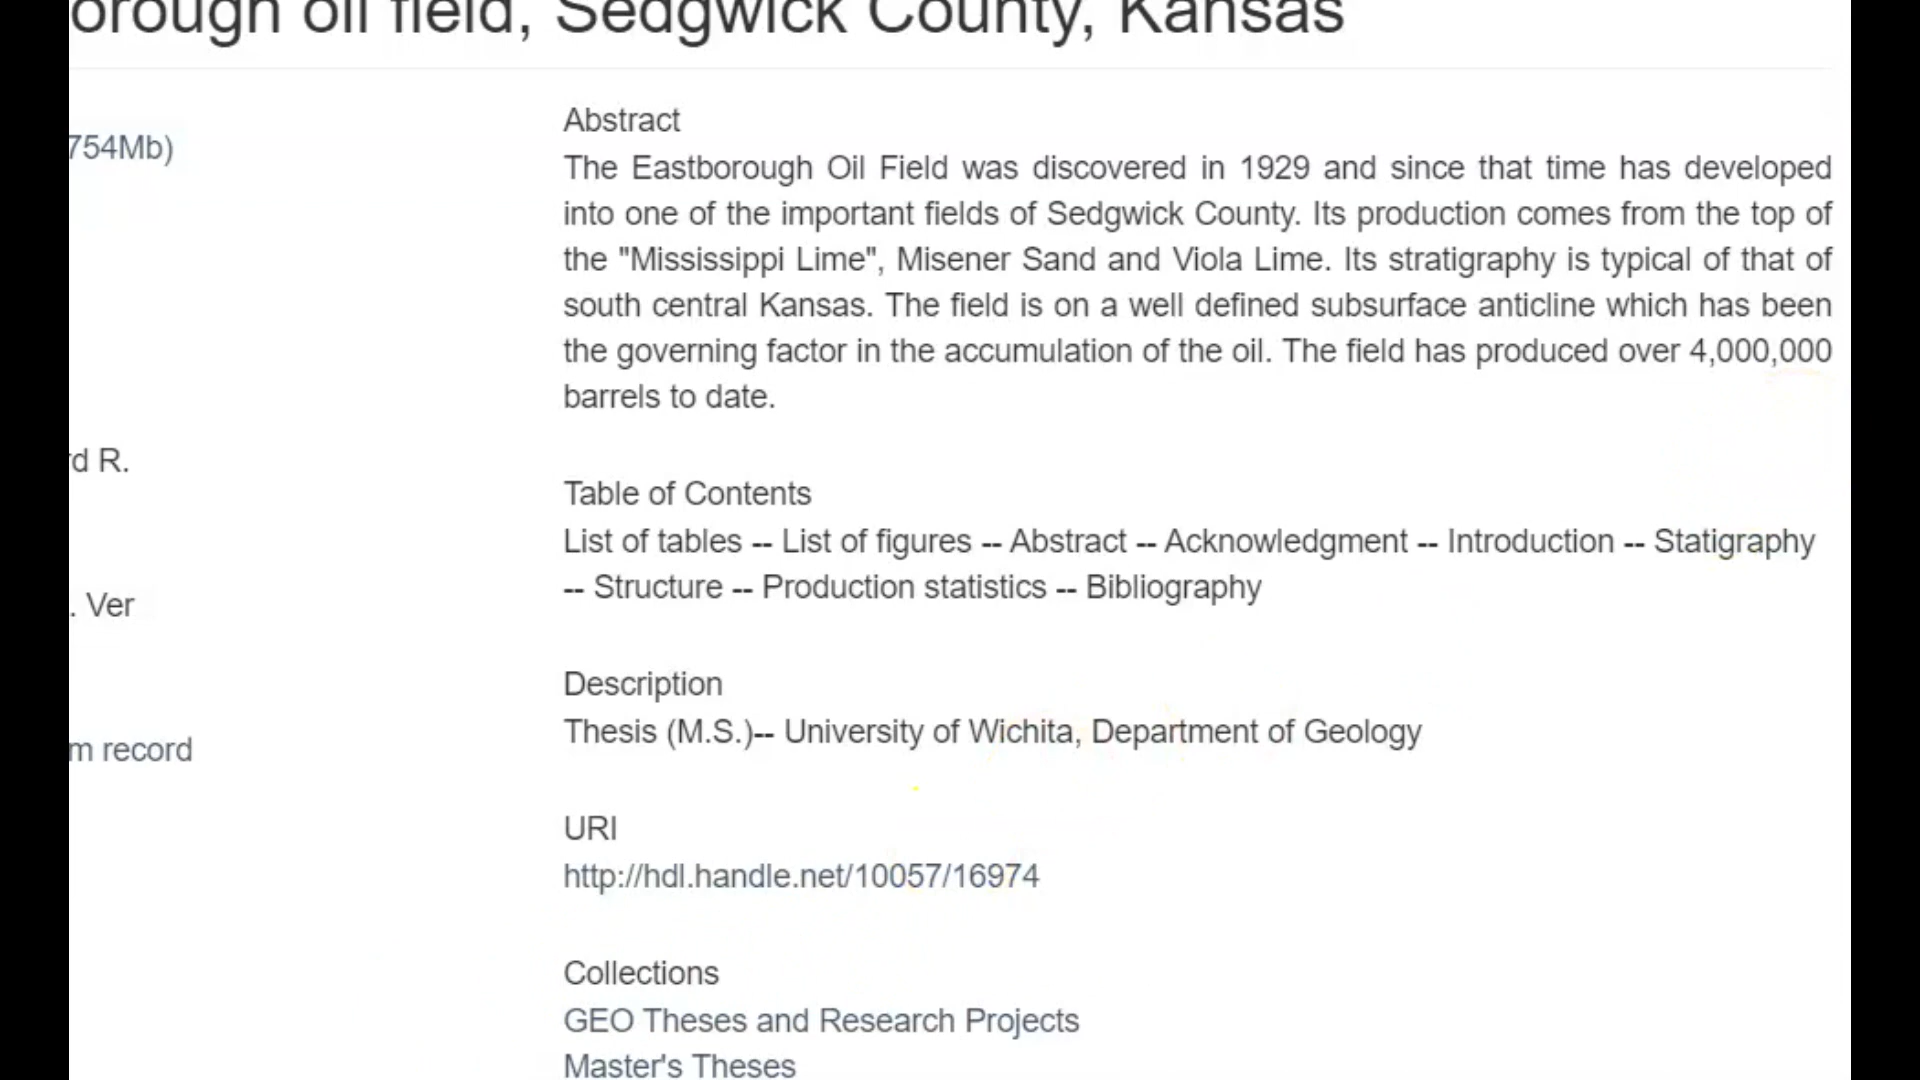 orough oil field, Sedgwick County, Kansas
754Mb)
rd R.
. Ver
m record
Abstract
The Eastborough Oil Field was discovered in 1929 and since that time has developed
into one of the important fields of Sedgwick County. Its production comes from the top of
the "Mississippi Lime", Misener Sand and Viola Lime. Its stratigraphy is typical of that of
south central Kansas. The field is on a well defined subsurface anticline which has been
the governing factor in the accumulation of the oil. The field has produced over 4,000,000
barrels to date.
Table of Contents
List of tables -- List of figures -- Abstract -- Acknowledgment -- Introduction -- Statigraphy
-- Structure -- Production statistics -- Bibliography
Description
Thesis (M.S.)-- University of Wichita, Department of Geology
URI
http://hdl.handle.net/10057/16974
Collections
GEO Theses and Research Projects
Master's Theses